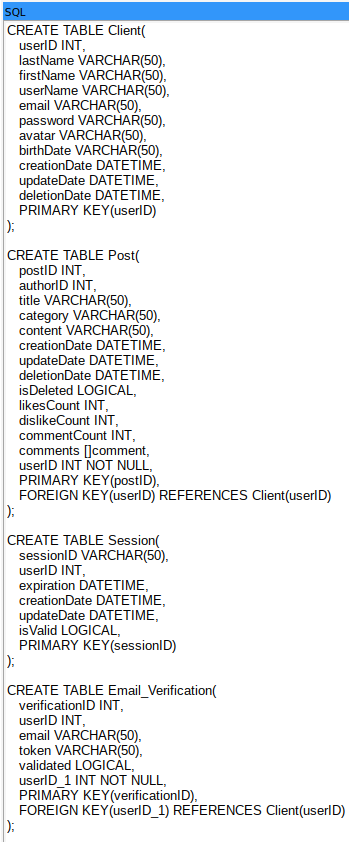 SQL
CREATE TABLE Client(
userID INT,
lastName VARCHAR(50),
firstName VARCHAR(50),
userName VARCHAR(50),
email VARCHAR(50),
password VARCHAR(50),
avatar VARCHAR(50),
birthDate VARCHAR(50),
creationDate DATETIME,
updateDate DATETIME,
deletionDate DATETIME,
PRIMARY KEY(userID)
);
CREATE TABLE Post(
postID INT,
authorID INT,
title VARCHAR(50),
category VARCHAR(50),
content VARCHAR(50),
creationDate DATETIME,
updateDate DATETIME,
deletionDate DATETIME,
isDeleted LOGICAL,
likesCount INT,
dislikeCount INT,
commentCount INT,
comments []comment,
userID INT NOT NULL,
PRIMARY KEY(postID),
FOREIGN KEY(userID) REFERENCES Client(userID)
);
CREATE TABLE Session(
sessionID VARCHAR(50),
userID INT,
expiration DATETIME,
creationDate DATETIME,
updateDate DATETIME,
isValid LOGICAL,
PRIMARY KEY(sessionID)
);
CREATE TABLE Email_Verification(
verificationID INT,
userID INT,
email VARCHAR(50),
token VARCHAR(50),
validated LOGICAL,
userID_1 INT NOT NULL,
PRIMARY KEY(verificationID),
FOREIGN KEY(userID_1) REFERENCES Client(userID)
);